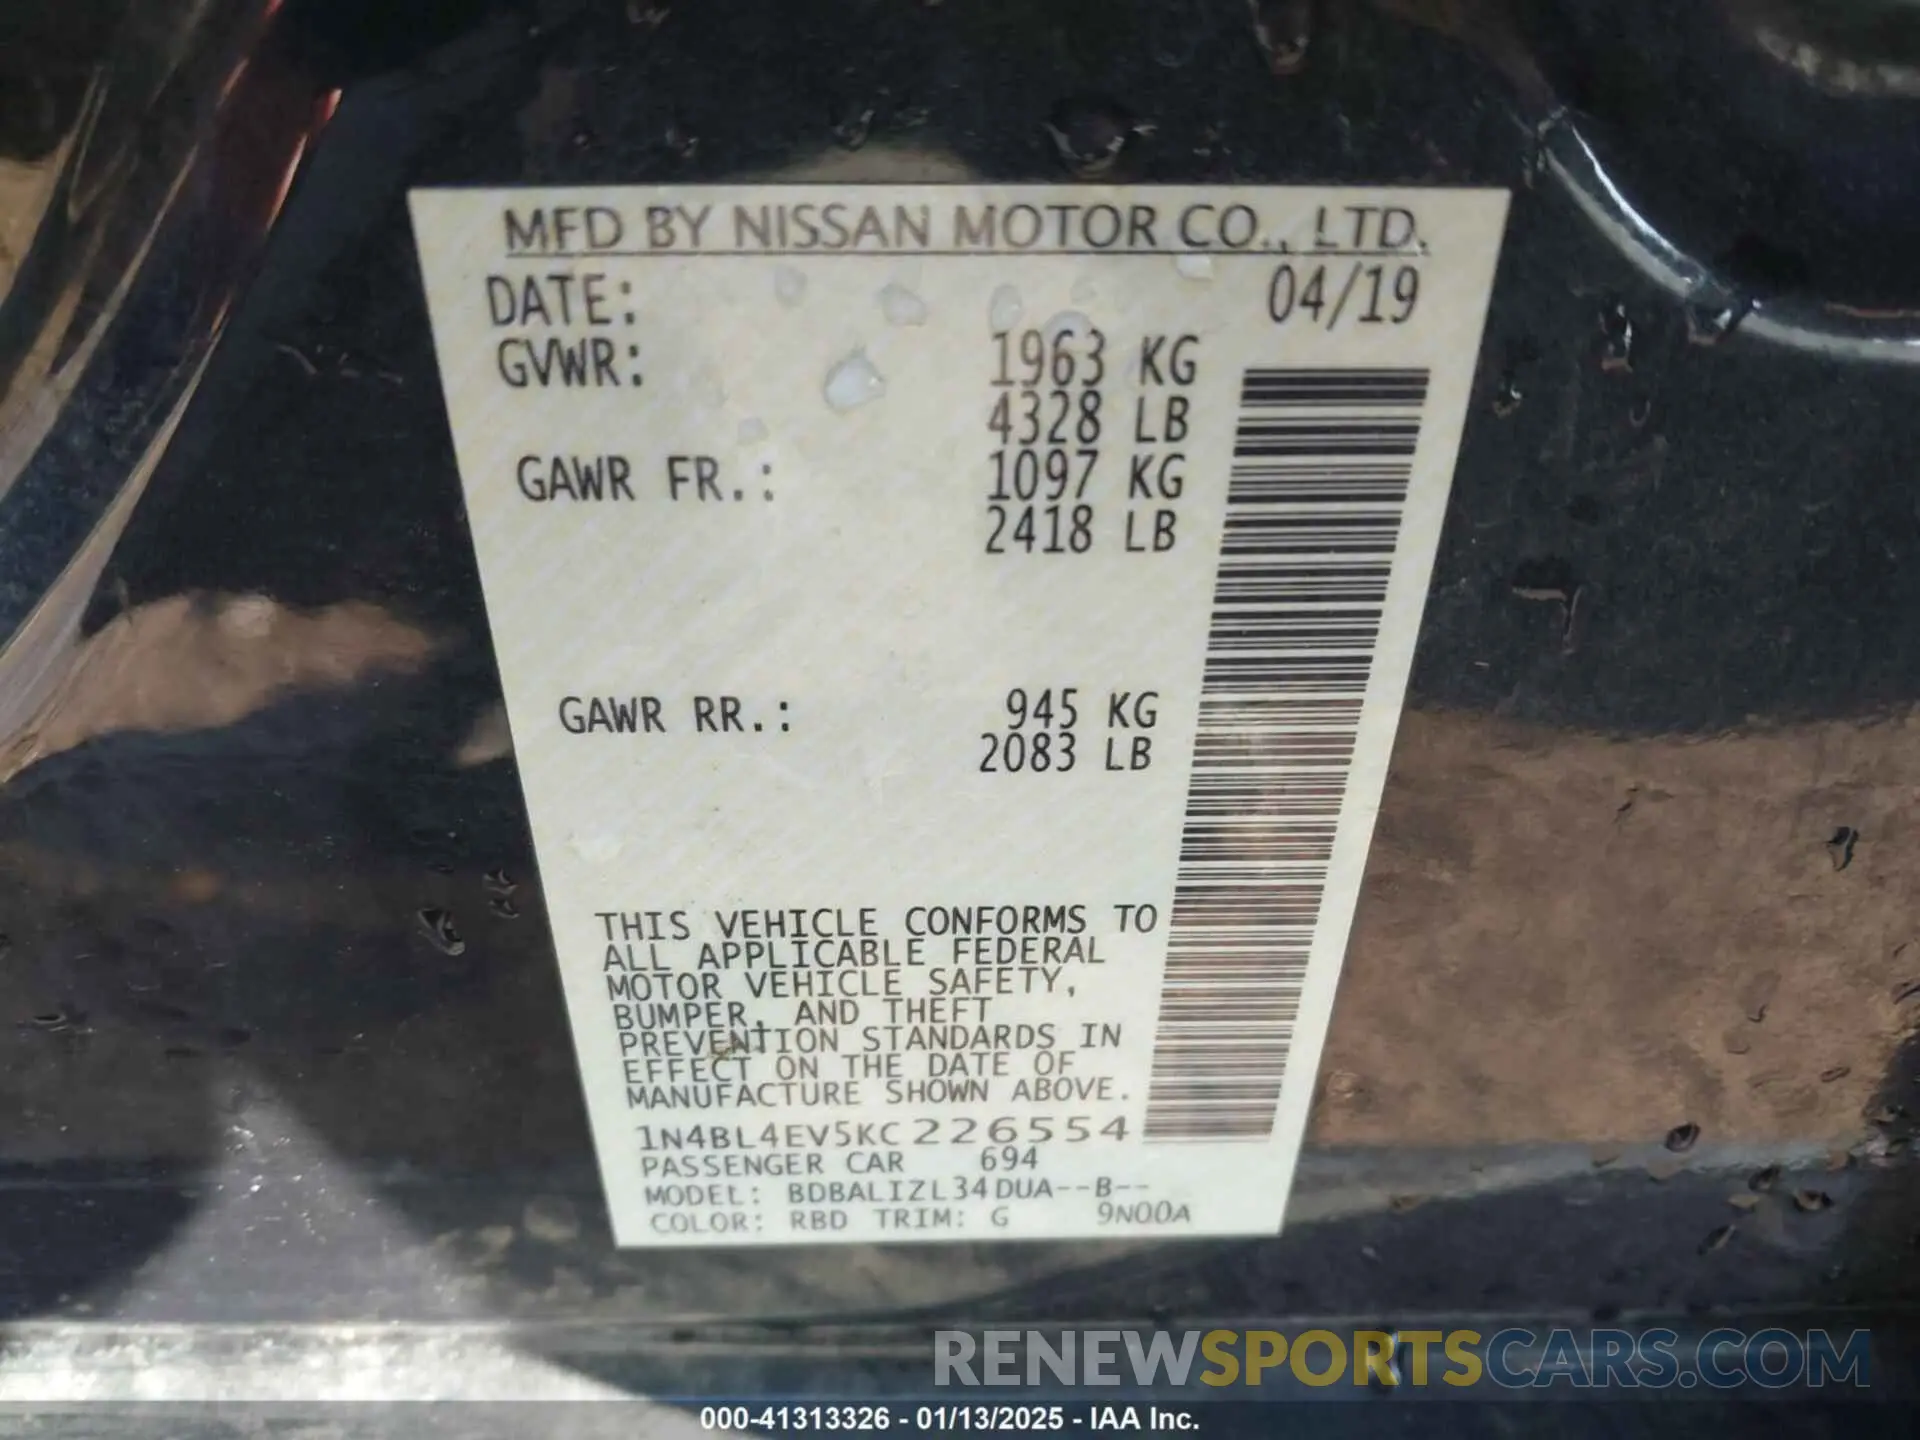 MFD BY NISSAN MOTOR CO., LTD.
DATE: 04/19
GVWR: 1963 KG
4328 LB
GAWR FR.: 1097 KG
2418 LB
GAWR RR.: 945 KG
2083 LB
THIS VEHICLE CONFORMS TO
ALL APPLICABLE FEDERAL
MOTOR VEHICLE SAFETY,
BUMPER, AND THEFT
PREVENTION STANDARDS IN
EFFECT ON THE DATE OF
MANUFACTURE SHOWN ABOVE.
1N4BL4EV5KC226554
PASSENGER CAR 694
MODEL: BDBALIZL34DUA--B--
COLOR: RBD TRIM: G 9N00A
RENEWSPORTSCARS.COM
000-41313326 - 01/13/2025 - IAA Inc.